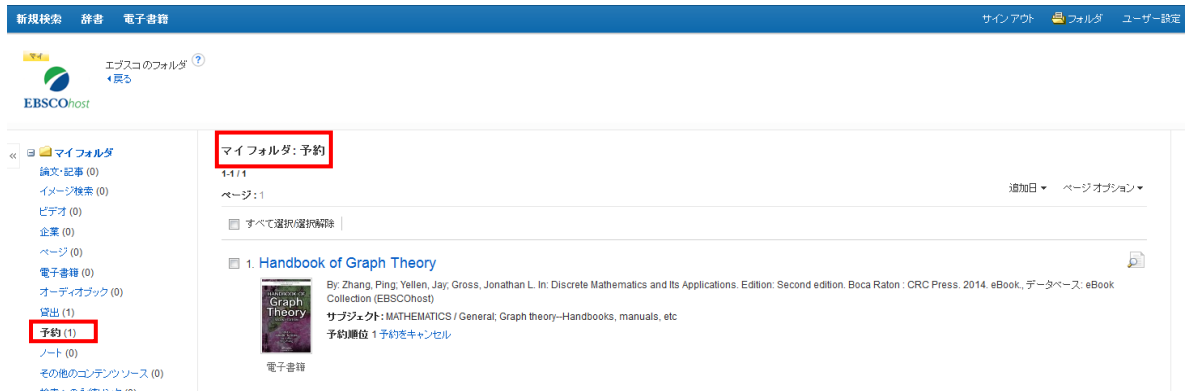 新規検索 辞書 電子書籍 サインアウト フォルダ ユーザー設定
マイ
エブスコのフォルダ ?
戻る
EBSCOhost
«
マイフォルダ
論文・記事 (0)
イメージ検索 (0)
ビデオ (0)
企業 (0)
ページ (0)
電子書籍 (0)
オーディオブック (0)
貸出 (1)
予約 (1)
ノート (0)
その他のコンテンツ ソース (0)
マイフォルダ: 予約
1-1 / 1
ページ: 1
追加日 ページ オプション
すべて選択/選択解除
1. Handbook of Graph Theory
By: Zhang, Ping; Yellen, Jay; Gross, Jonathan L. In: Discrete Mathematics and Its Applications. Edition: Second edition. Boca Raton : CRC Press. 2014. eBook., データベース: eBook
Collection (EBSCOhost)
サブジェクト: MATHEMATICS / General; Graph theory--Handbooks, manuals, etc
予約順位 1 予約をキャンセル
HANDBOOK OF
Graph
Theory
電子書籍